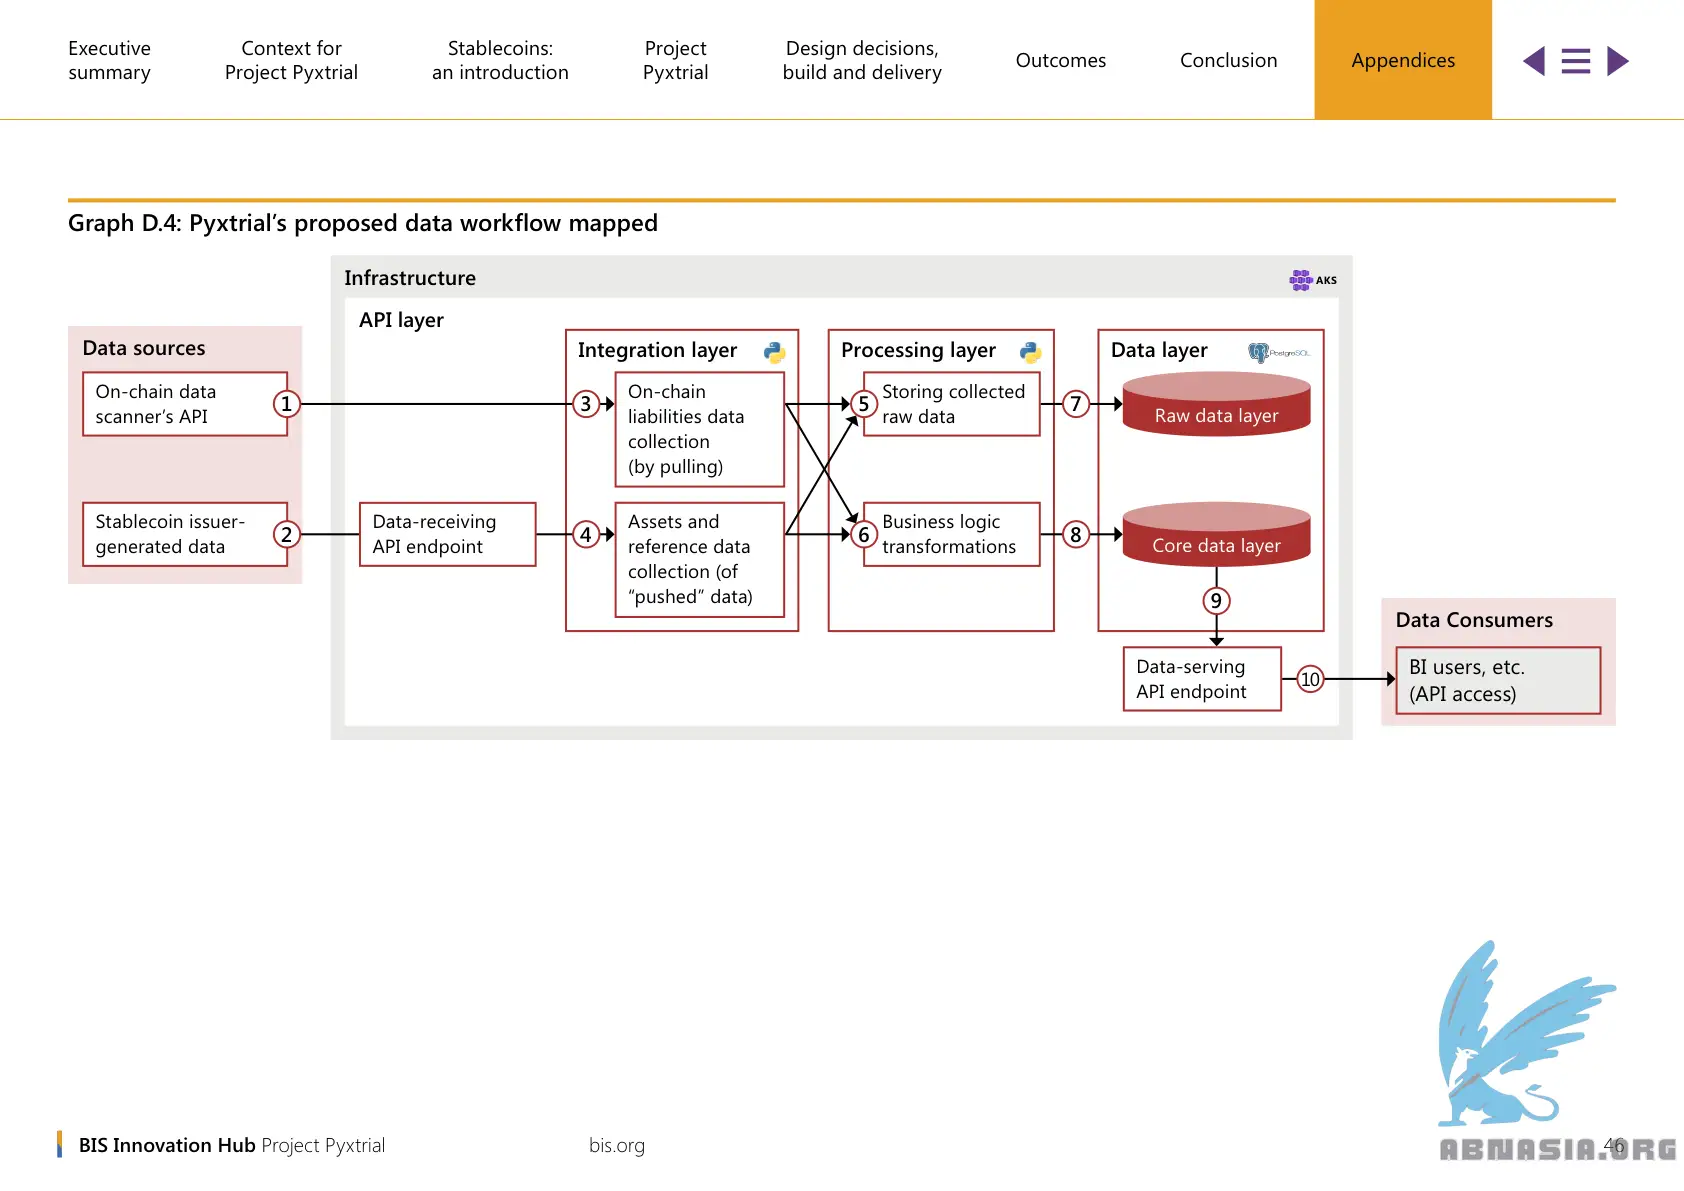 Executive
summary
Context for
Project Pyxtrial
Stablecoins:
an introduction
Project
Pyxtrial
Design decisions,
build and delivery
Outcomes
Conclusion
Appendices
Graph D.4: Pyxtrial’s proposed data workflow mapped
Infrastructure
AKS
API layer
Data sources
On-chain data
scanner’s API
1
Stablecoin issuer-
generated data
2
Data-receiving
API endpoint
Integration layer
3
On-chain
liabilities data
collection
(by pulling)
4
Assets and
reference data
collection (of
“pushed” data)
Processing layer
5
Storing collected
raw data
6
Business logic
transformations
7
8
Data layer
PostgreSQL
Raw data layer
Core data layer
9
Data-serving
API endpoint
10
Data Consumers
BI users, etc.
(API access)
BIS Innovation Hub Project Pyxtrial
bis.org
46
ABNASIA.ORG